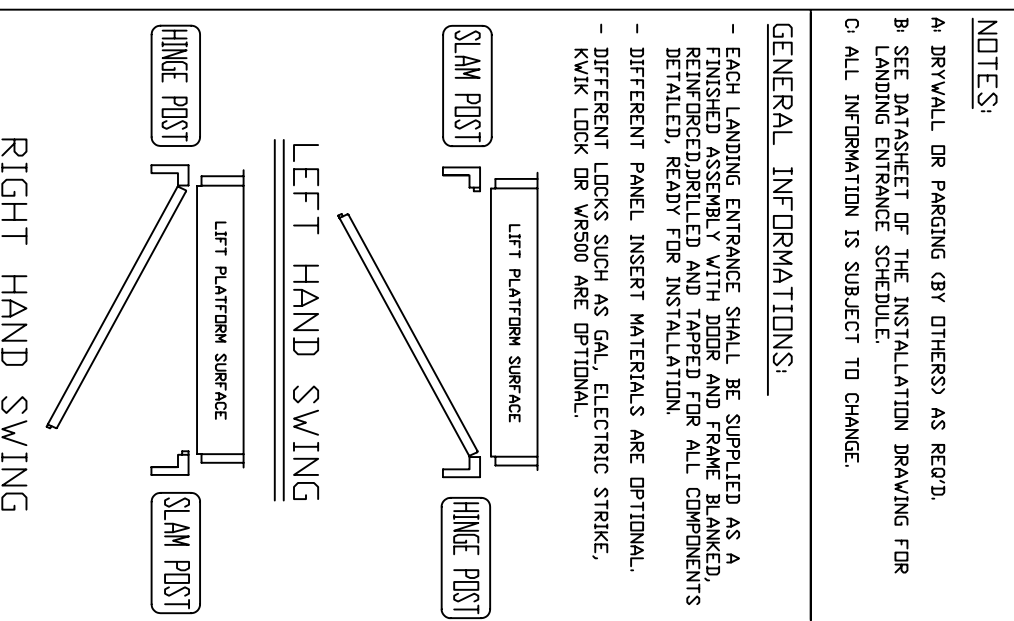 NOTES:
A: DRYWALL OR PARGING (BY OTHERS) AS REQ'D.
B: SEE DATASHEET OF THE INSTALLATION DRAWING FOR
LANDING ENTRANCE SCHEDULE.
C: ALL INFORMATION IS SUBJECT TO CHANGE.
GENERAL INFORMATIONS:
- EACH LANDING ENTRANCE SHALL BE SUPPLIED AS A
FINISHED ASSEMBLY WITH DOOR AND FRAME BLANKED,
REINFORCED,DRILLED AND TAPPED FOR ALL COMPONENTS
DETAILED, READY FOR INSTALLATION.
- DIFFERENT PANEL INSERT MATERIALS ARE OPTIONAL.
- DIFFERENT LOCKS SUCH AS GAL, ELECTRIC STRIKE,
KWIK LOCK OR WR500 ARE OPTIONAL.
LIFT PLATFORM SURFACE
SLAM POST
HINGE POST
LEFT HAND SWING
LIFT PLATFORM SURFACE
HINGE POST
SLAM POST
RIGHT HAND SWING